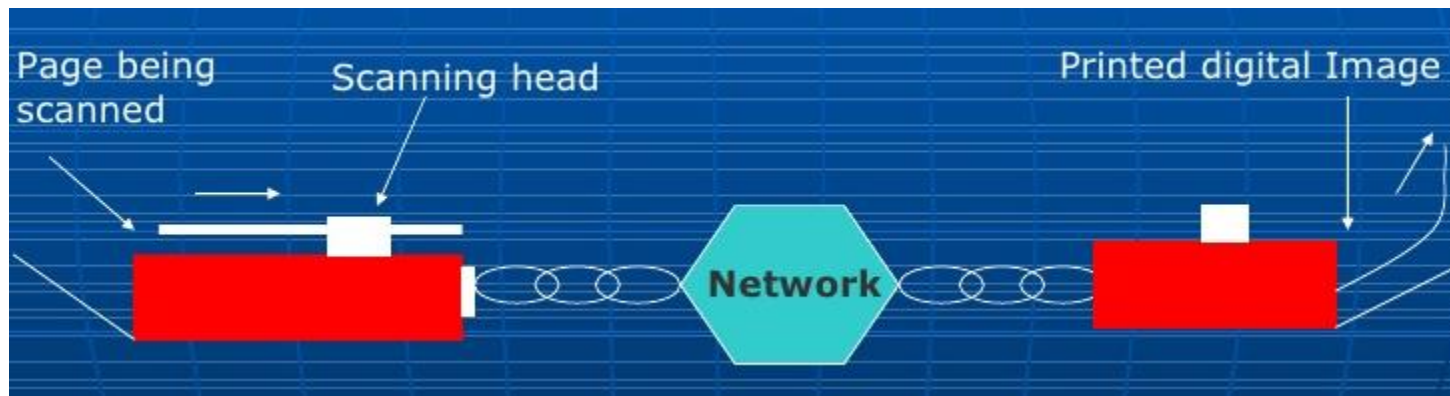 Page being
scanned
Scanning head
Printed digital Image
Network